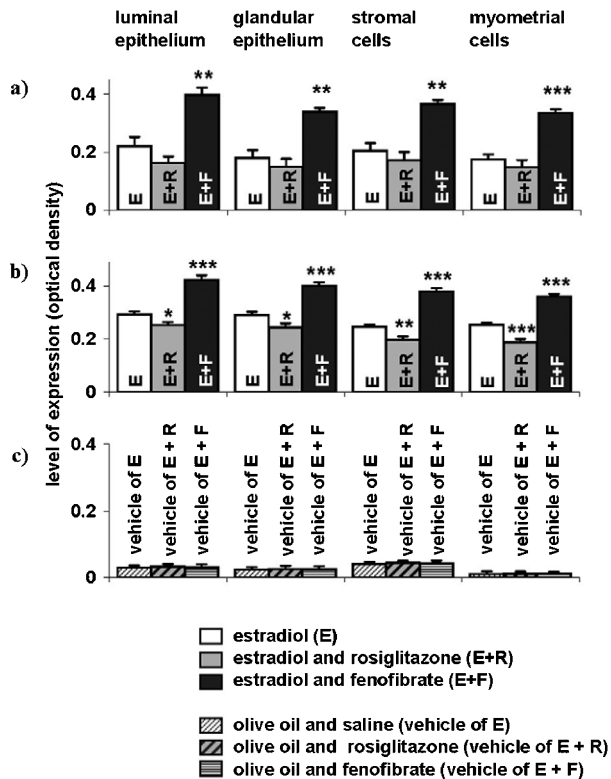 luminal epithelium
glandular epithelium
stromal cells
myometrial cells
level of expression (optical density)
a)
0.4
0.2
0
** ** ** ***
E E+R E+F E E+R E+F E E+R E+F E E+R E+F
b)
0.4
0.2
0
* *** * *** ** *** *** ***
E E+R E+F E E+R E+F E E+R E+F E E+R E+F
c)
0.4
0.2
0
vehicle of E
vehicle of E + R
vehicle of E + F
vehicle of E
vehicle of E + R
vehicle of E + F
vehicle of E
vehicle of E + R
vehicle of E + F
vehicle of E
vehicle of E + R
vehicle of E + F
estradiol (E)
estradiol and rosiglitazone (E+R)
estradiol and fenofibrate (E+F)
olive oil and saline (vehicle of E)
olive oil and rosiglitazone (vehicle of E + R)
olive oil and fenofibrate (vehicle of E + F)